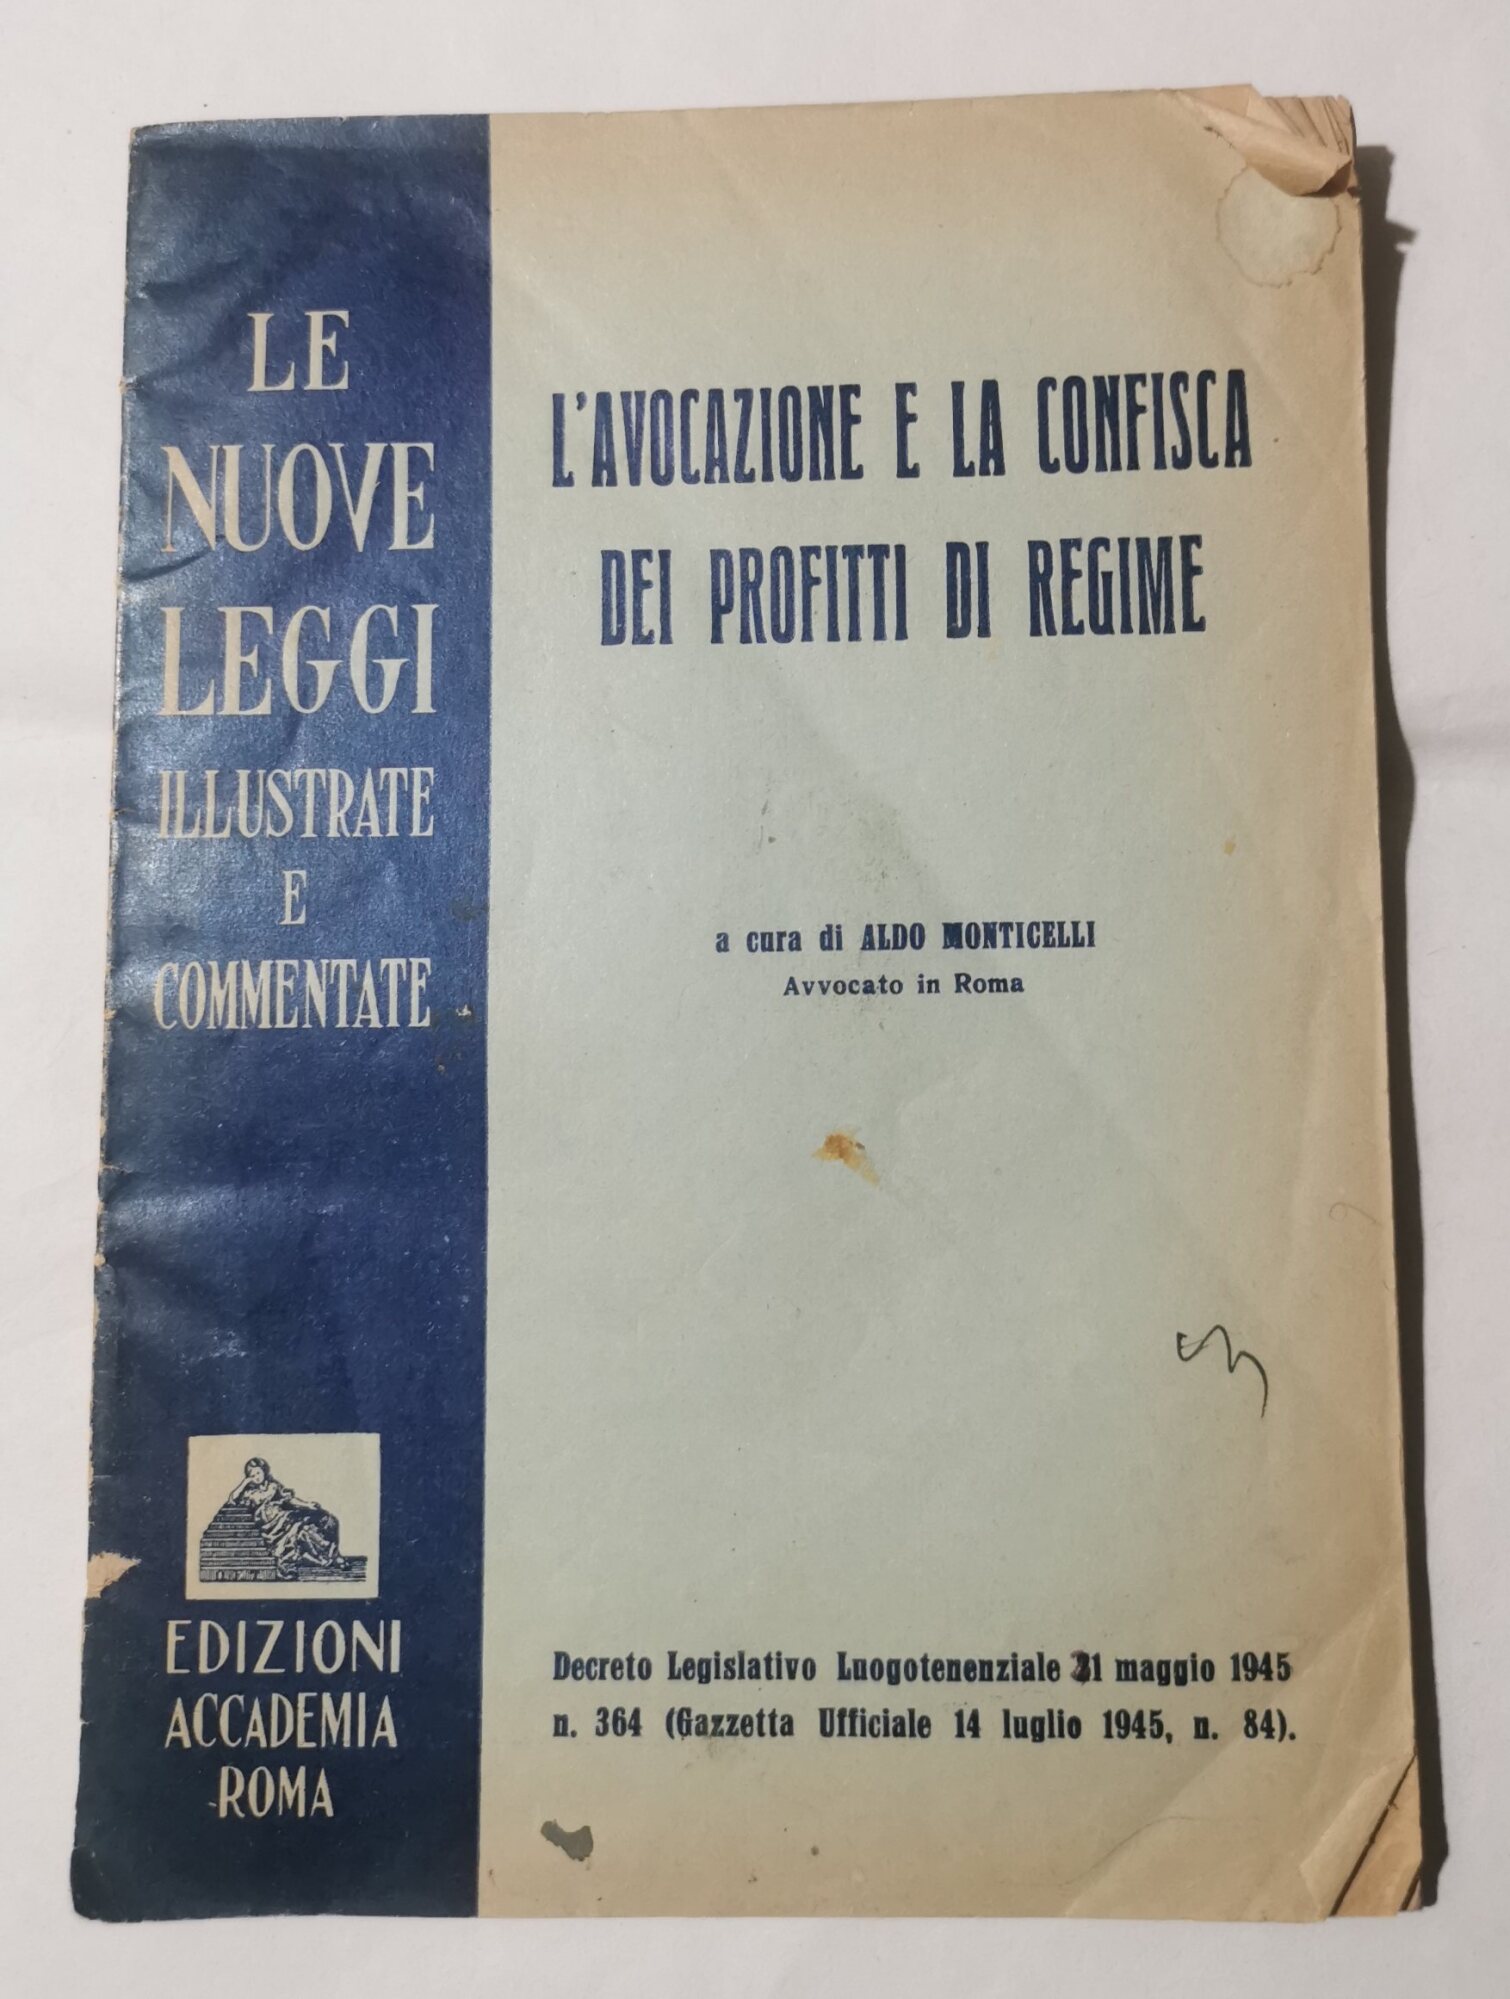 LE
NUOVE
LEGGI
ILLUSTRATE
E
COMMENTATE
EDIZIONI
ACCADEMIA
-ROMA
L'AVOCAZIONE E LA CONFISCA
DEI PROFITTI DI REGIME
a cura di ALDO MONTICELLI
Avvocato in Roma
Decreto Legislativo Luogotenenziale 31 maggio 1945
n. 364 (Gazzetta Ufficiale 14 luglio 1945, n. 84).